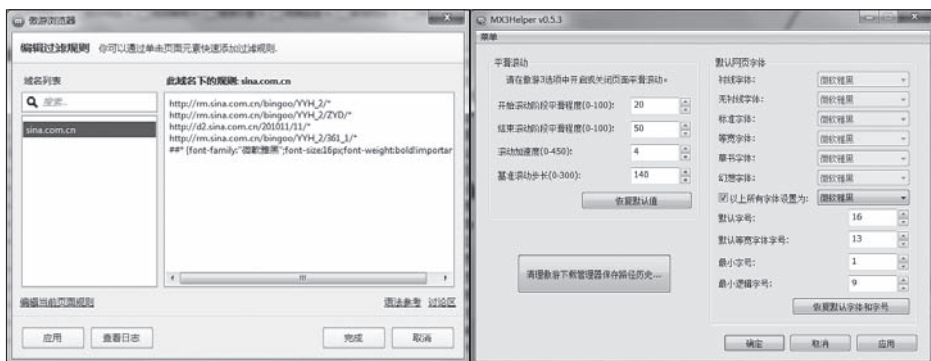 傲游浏览器
编辑过滤规则 你可以通过单击页面元素快速添加过滤规则.
域名列表
搜索...
sina.com.cn
此域名下的规则: sina.com.cn
http://rm.sina.com.cn/bingoo/YYH_2/*
http://rm.sina.com.cn/bingoo/YYH_2/ZYD/*
http://d2.sina.com.cn/201011/11/*
http://rm.sina.com.cn/bingoo/YYH_2/361_1/*
##* {font-family:"微軟雅黑";font-size:16px;font-weight:bold!importar
编辑当前页面规则
语法参考 讨论区
应用 查看日志 完成 取消
MX3Helper v0.5.3
菜单
平滑滚动
请在傲游3选项中开启或关闭页面平滑滚动。
开始滚动阶段平滑程度(0-100): 20
结束滚动阶段平滑程度(0-100): 50
滚动加速度(0-450): 4
基准滚动步长(0-300): 140
恢复默认值
清理傲游下载管理器保存路径历史...
默认网页字体
衬线字体: 微软雅黑
无衬线字体: 微软雅黑
标准字体: 微软雅黑
等宽字体: 微软雅黑
草书字体: 微软雅黑
幻想字体: 微软雅黑
以上所有字体设置为: 微软雅黑
默认字号: 16
默认等宽字体字号: 13
最小字号: 1
最小逻辑字号: 9
恢复默认字体和字号
确定 取消 应用